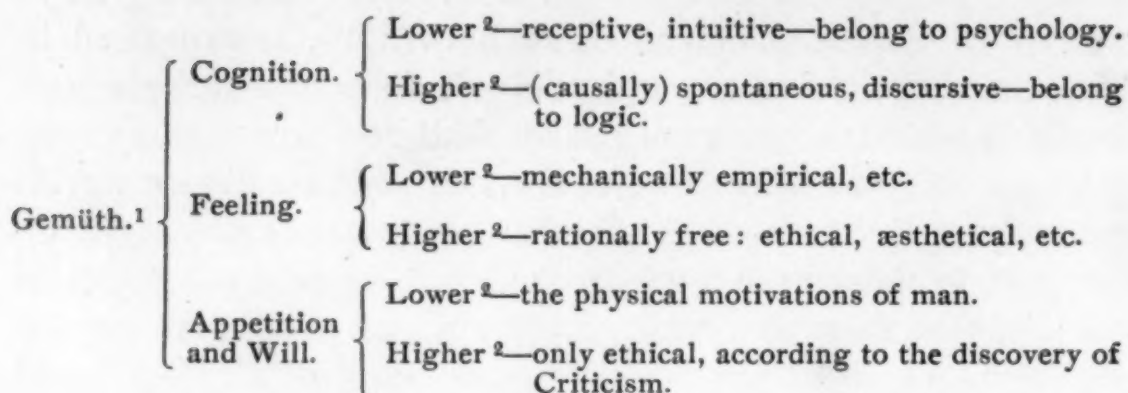 Lower ²—receptive, intuitive—belong to psychology.
Cognition.
Higher ²—(causally) spontaneous, discursive—belong
to logic.
Lower ²—mechanically empirical, etc.
Gemüth.¹
Feeling.
Higher ²—rationally free: ethical, æsthetical, etc.
Lower ²—the physical motivations of man.
Appetition
and Will.
Higher ²—only ethical, according to the discovery of
Criticism.